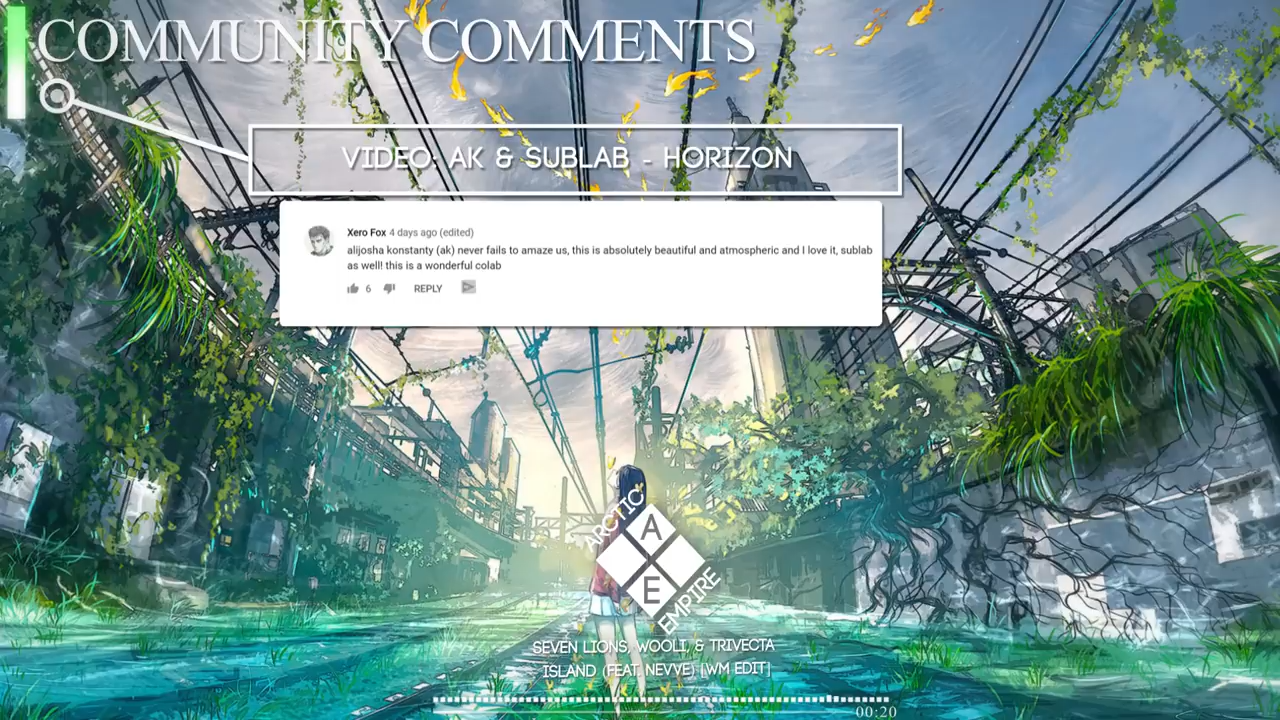 COMMUNITY COMMENTS
VIDEO: AK & SUBLAB - HORIZON
Xero Fox 4 days ago (edited)
alijosha konstanty (ak) never fails to amaze us, this is absolutely beautiful and atmospheric and I love it, sublab
as well! this is a wonderful colab
6 REPLY
ARCTIC
A
E
EMPIRE
SEVEN LIONS, WOOLI, & TRIVECTA
ISLAND (FEAT. NEVVE) [WM EDIT]
00:20